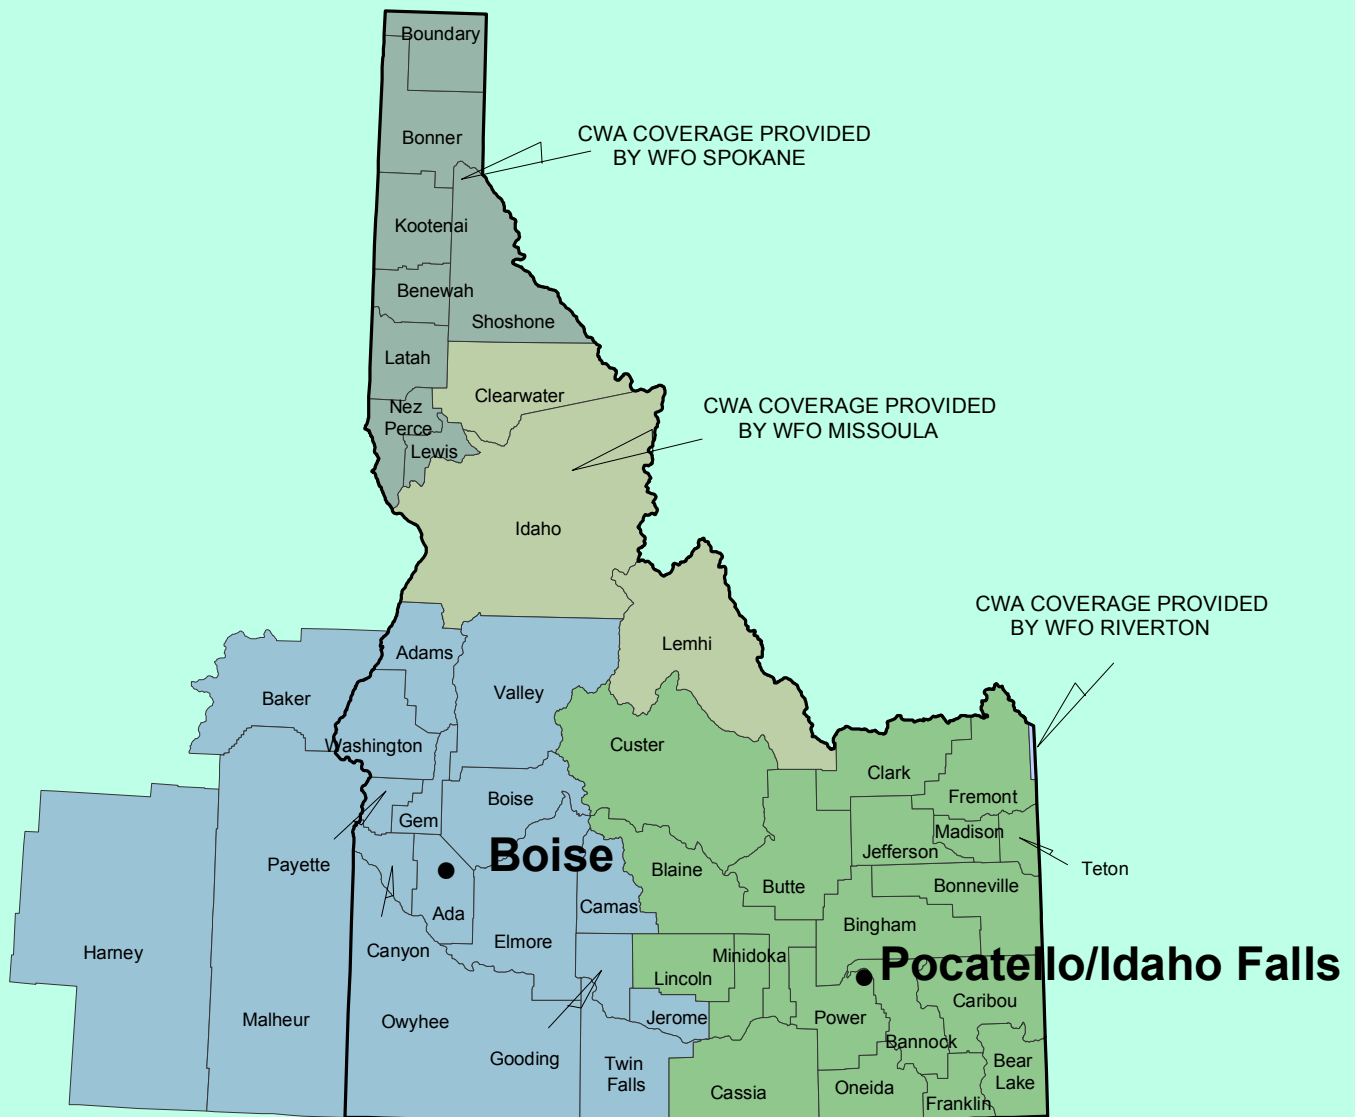 Boundary
CWA COVERAGE PROVIDED
BY WFO SPOKANE
Bonner
Kootenai
Benewah
Shoshone
Latah
Clearwater
CWA COVERAGE PROVIDED
BY WFO MISSOULA
Nez
Perce
Lewis
Idaho
CWA COVERAGE PROVIDED
BY WFO RIVERTON
Lemhi
Adams
Valley
Baker
Washington
Custer
Clark
Fremont
Boise
Gem
Madison
Jefferson
Boise
Payette
Blaine
Teton
Butte
Bonneville
Camas
Ada
Bingham
Elmore
Canyon
Harney
Minidoka
Pocatello/Idaho Falls
Lincoln
Caribou
Malheur
Owyhee
Jerome
Power
Bannock
Gooding
Twin
Falls
Bear
Lake
Cassia
Oneida
Franklin